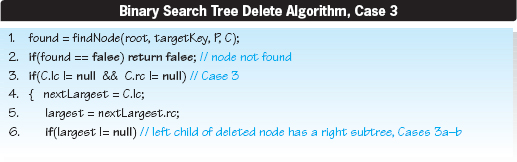 Binary Search Tree Delete Algorithm, Case 3
1. found = findNode(root, targetKey, P, C);
2. if(found == false) return false; // node not found
3. if(C.lc != null && C.rc != null) // Case 3
4. { nextLargest = C.lc;
5. largest = nextLargest.rc;
6. if(largest != null) // left child of deleted node has a right subtree, Cases 3a–b